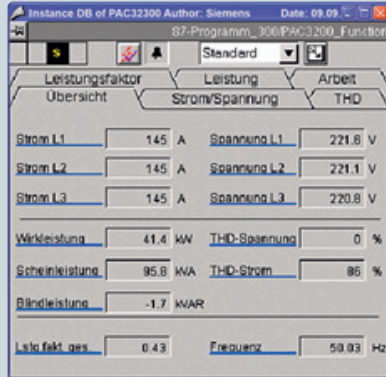 Instance DB of PAC32300 Author: Siemens Date: 09.09.
S7-Programm_300/PAC3200_Function
S Standard
Leistungsfaktor Leistung Arbeit
Übersicht Strom/Spannung THD
Strom L1 145 A Spannung L1 221.6 V
Strom L2 145 A Spannung L2 221.1 V
Strom L3 145 A Spannung L3 220.8 V
Wirkleistung 41.4 kW THD-Spannung 0 %
Scheinleistung 95.8 kVA THD-Strom 86 %
Blindleistung -1.7 kVAR
Lstg.fakt. ges. 0.43 Frequenz 50.03 Hz